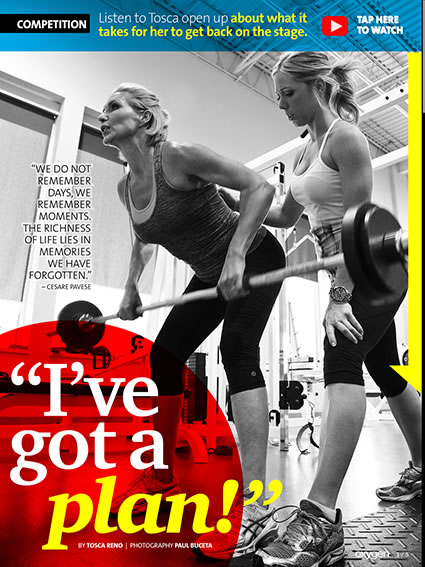 COMPETITION
Listen to Tosca open up about what it
takes for her to get back on the stage.
TAP HERE
TO WATCH
“WE DO NOT
REMEMBER
DAYS, WE
REMEMBER
MOMENTS.
THE RICHNESS
OF LIFE LIES IN
MEMORIES
WE HAVE
FORGOTTEN.”
– CESARE PAVESE
“I’ve
got a
plan!”
BY TOSCA RENO | PHOTOGRAPHY PAUL BUCETA
oxygen 1/5